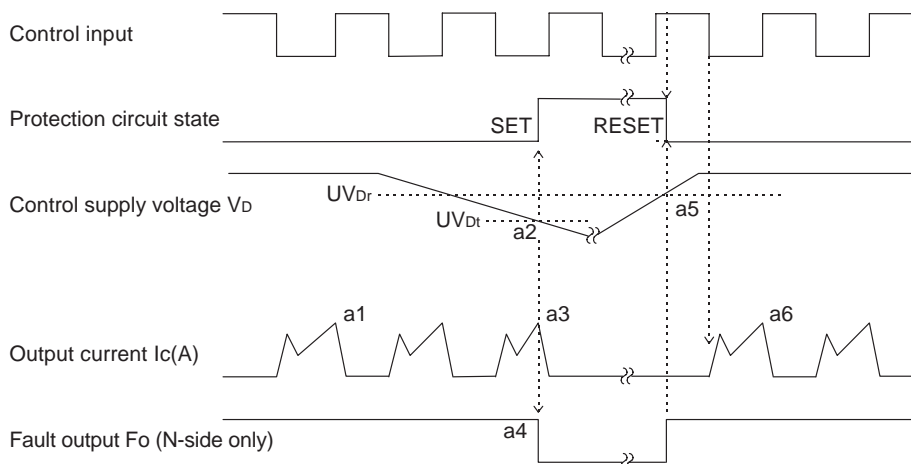 Control input
Protection circuit state
SET
RESET
Control supply voltage VD
UVDr
UVDt
a2
a5
Output current Ic(A)
a1
a3
a6
Fault output Fo (N-side only)
a4